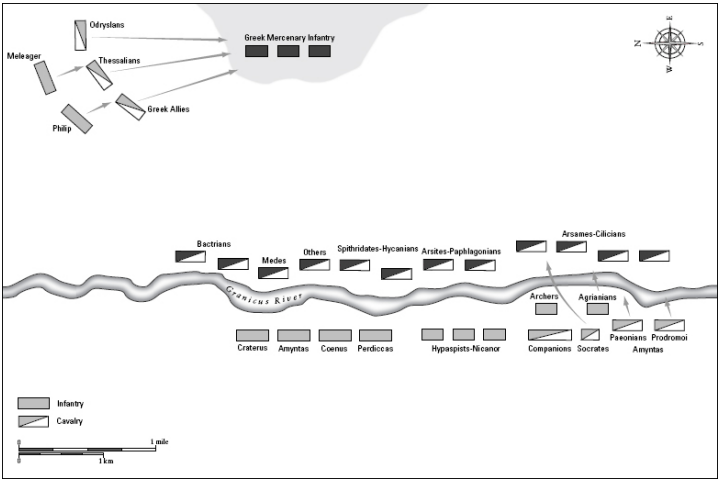 Odryslans
Greek Mercenary Infantry
E
N
S
W
Meleager
Thessalians
Greek Allies
Philip
Bactrians
Medes
Others
Spithridates-Hycanians
Arsites-Paphlagonians
Arsames-Cilicians
Granicus River
Archers
Agrianians
Craterus
Amyntas
Coenus
Perdiccas
Hypaspists-Nicanor
Companions
Socrates
Paeonians
Prodromoi
Amyntas
Infantry
Cavalry
0
1 mile
0
1 km